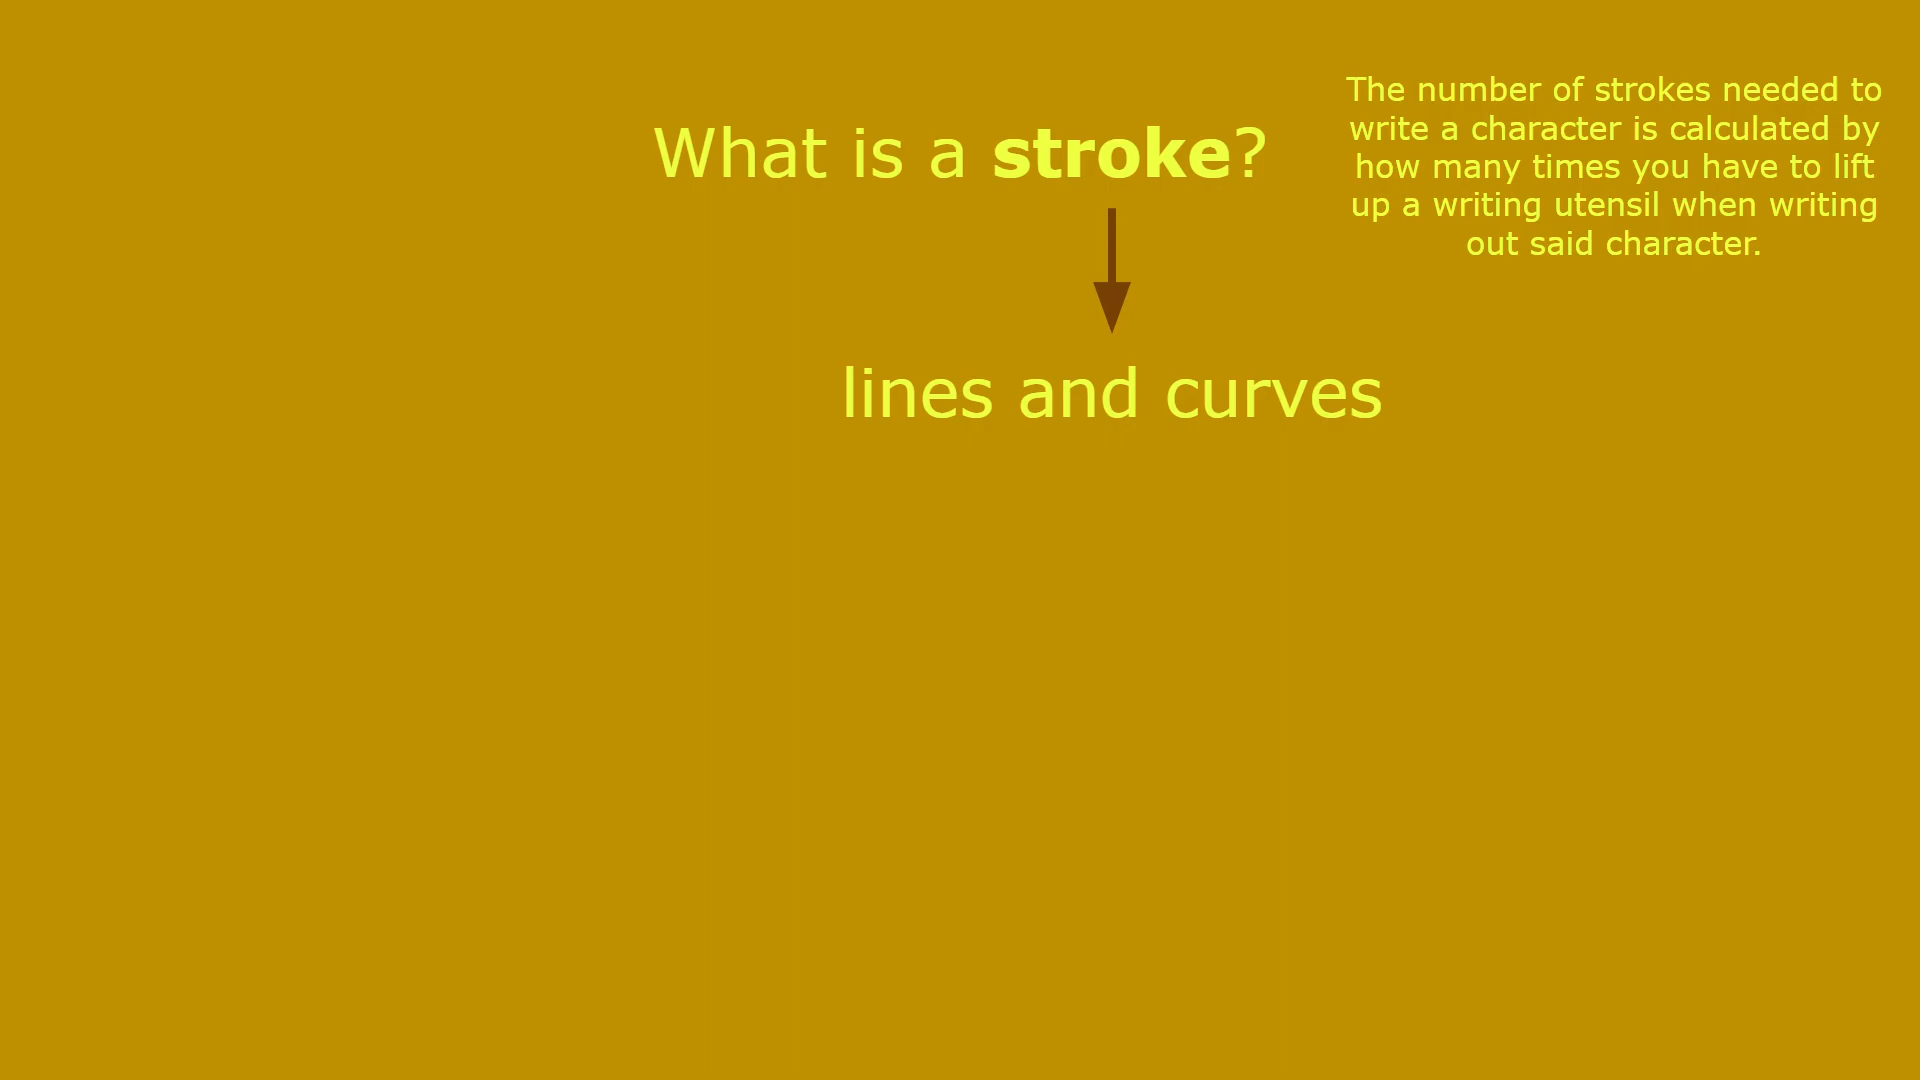 What is a stroke?
lines and curves
The number of strokes needed to
write a character is calculated by
how many times you have to lift
up a writing utensil when writing
out said character.